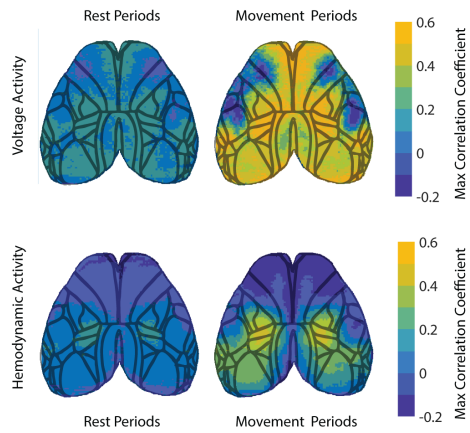 Rest Periods
Movement Periods
Voltage Activity
0.6
0.4
0.2
0
-0.2
Max Correlation Coefficient
Hemodynamic Activity
0.6
0.4
0.2
0
-0.2
Max Correlation Coefficient
Rest Periods
Movement Periods